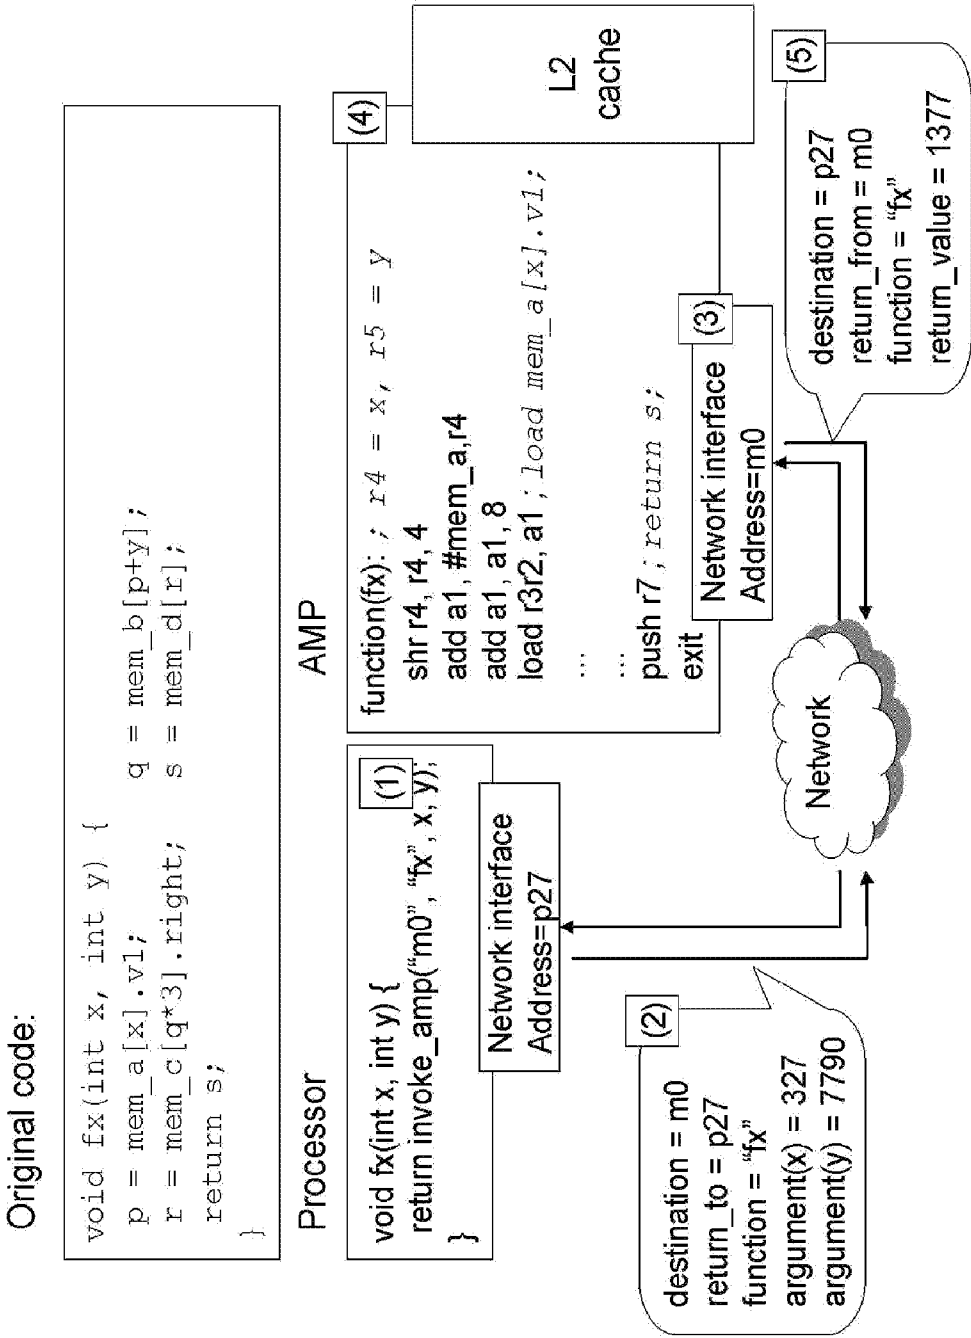 Original code:
void fx(int x, int y) {
p = mem_a[x].v1; q = mem_b[p+y];
r = mem_c[q*3].right; s = mem_d[r];
return s;
}
Processor
void fx(int x, int y) {
return invoke_amp(“m0”, “fx”, x, y);
}
(1)
Network interface
Address=p27
AMP
function(fx): ; r4 = x, r5 = y
shr r4, r4, 4
add a1, #mem_a,r4
add a1, a1, 8
load r3r2, a1 ; load mem_a[x].v1;
...
...
push r7 ; return s;
exit
(4)
L2
cache
Network interface
Address=m0
(3)
(2)
destination = m0
return_to = p27
function = “fx”
argument(x) = 327
argument(y) = 7790
Network
(5)
destination = p27
return_from = m0
function = “fx”
return_value = 1377